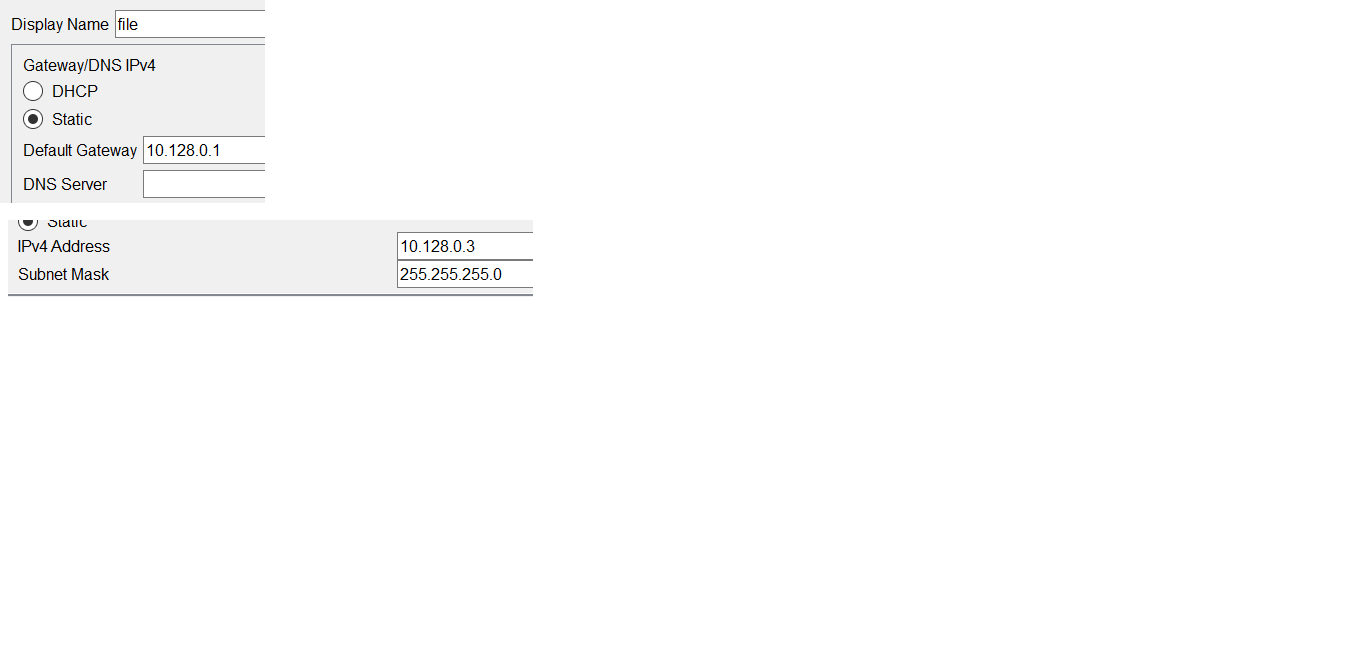 Display Name file
Gateway/DNS IPv4
DHCP
Static
Default Gateway 10.128.0.1
DNS Server
Static
IPv4 Address 10.128.0.3
Subnet Mask 255.255.255.0